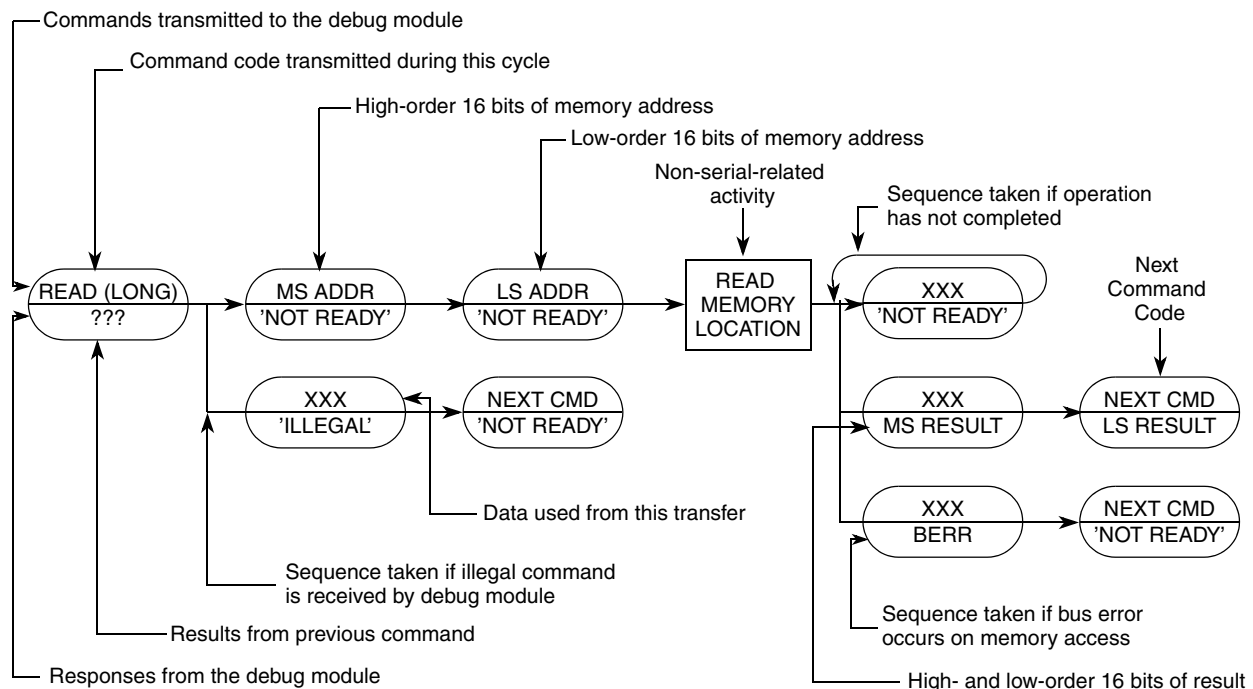 Commands transmitted to the debug module
Command code transmitted during this cycle
High-order 16 bits of memory address
Low-order 16 bits of memory address
Non-serial-related
activity
Sequence taken if operation
has not completed
Next
Command
Code
READ (LONG)
???
MS ADDR
'NOT READY'
LS ADDR
'NOT READY'
READ
MEMORY
LOCATION
XXX
'NOT READY'
XXX
'ILLEGAL'
NEXT CMD
'NOT READY'
XXX
MS RESULT
NEXT CMD
LS RESULT
XXX
BERR
NEXT CMD
'NOT READY'
Data used from this transfer
Sequence taken if illegal command
is received by debug module
Results from previous command
Responses from the debug module
Sequence taken if bus error
occurs on memory access
High- and low-order 16 bits of result